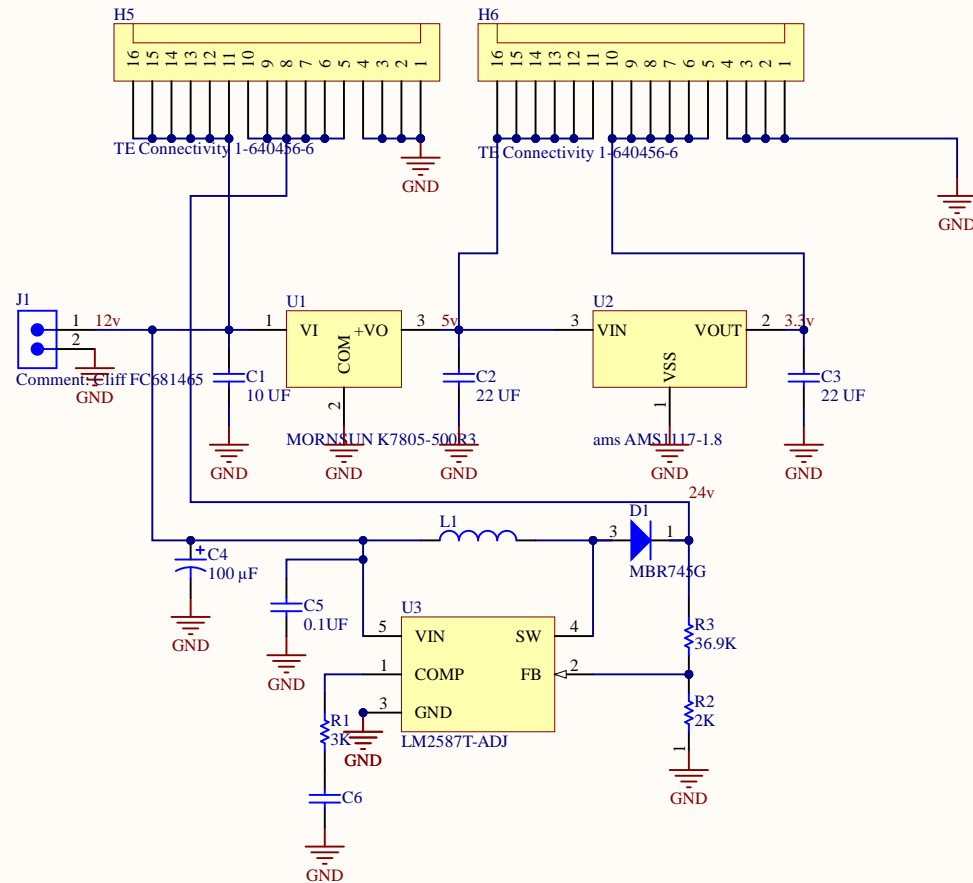 H5
H6
16 15 14 13 12 11 10 9 8 7 6 5 4 3 2 1
16 15 14 13 12 11 10 9 8 7 6 5 4 3 2 1
TE Connectivity 1-640456-6
TE Connectivity 1-640456-6
GND
GND
J1
1
2
12v
GND
Comment: Cliff FC681465
C1
10 UF
GND
U1
1
VI
+VO
COM
3
2
5v
MORNSUN K7805-500R3
GND
C2
22 UF
GND
U2
3
VIN
VOUT
VSS
2
1
3.3v
ams AMS1117-1.8
GND
C3
22 UF
GND
24v
L1
D1
3
1
MBR745G
C4
100 µF
GND
C5
0.1UF
GND
U3
5
VIN
SW
4
1
COMP
FB
2
3
GND
LM2587T-ADJ
GND
R3
36.9K
R2
2K
1
GND
R1
3K
C6
GND